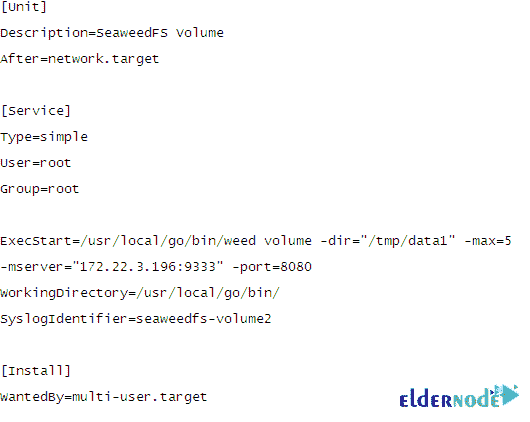 [Unit]
Description=SeaweedFS Volume
After=network.target
[Service]
Type=simple
User=root
Group=root
ExecStart=/usr/local/go/bin/weed volume -dir="/tmp/data1" -max=5
-mserver="172.22.3.196:9333" -port=8080
WorkingDirectory=/usr/local/go/bin/
SyslogIdentifier=seaweedfs-volume2
[Install]
WantedBy=multi-user.target
ELDERNODE